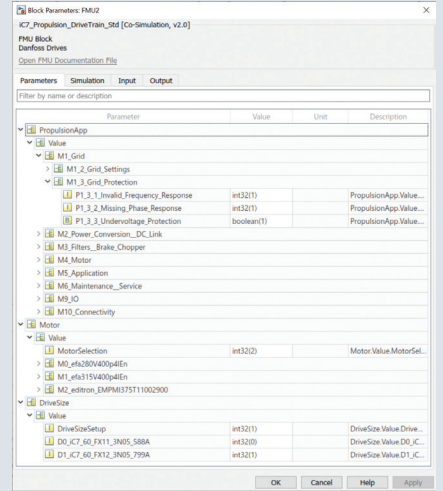 Block Parameters: FMU2
iC7_Propulsion_DriveTrain_Std [Co-Simulation, v2.0]
FMU Block
Danfoss Drives
Open FMU Documentation File
Parameters Simulation Input Output
Filter by name or description
Parameter Value Unit Description
PropulsionApp
Value
M1_Grid
M1_2_Grid_Settings
M1_3_Grid_Protection
P1_3_1_Invalid_Frequency_Response int32(1) PropulsionApp.Value....
P1_3_2_Missing_Phase_Response int32(1) PropulsionApp.Value....
P1_3_3_Undervoltage_Protection boolean(1) PropulsionApp.Value....
M2_Power_Conversion__DC_Link
M3_Filters__Brake_Chopper
M4_Motor
M5_Application
M6_Maintenance__Service
M9_IO
M10_Connectivity
Motor
Value
MotorSelection int32(2) Motor.Value.MotorSel...
M0_efa280V400p4IEn
M1_efa315V400p4IEn
M2_editron_EMPMI375T11002900
DriveSize
Value
DriveSizeSetup int32(1) DriveSize.Value.Drive...
D0_iC7_60_FX11_3N05_588A int32(0) DriveSize.Value.D0_iC...
D1_iC7_60_FX12_3N05_799A int32(1) DriveSize.Value.D1_iC...
OK Cancel Help Apply